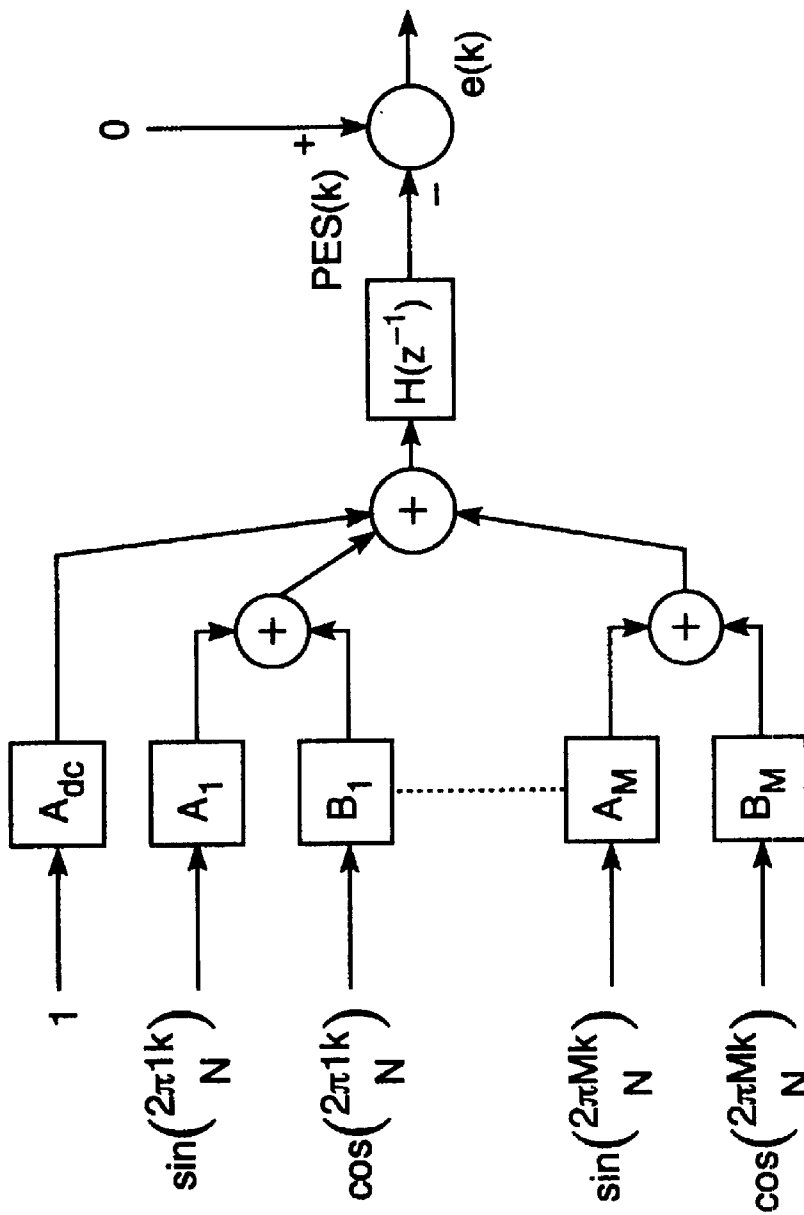 1
A_dc
sin(2π1k/N)
A_1
+
cos(2π1k/N)
B_1
sin(2πMk/N)
A_M
+
cos(2πMk/N)
B_M
+
H(z^-1)
PES(k)
0
+
−
e(k)